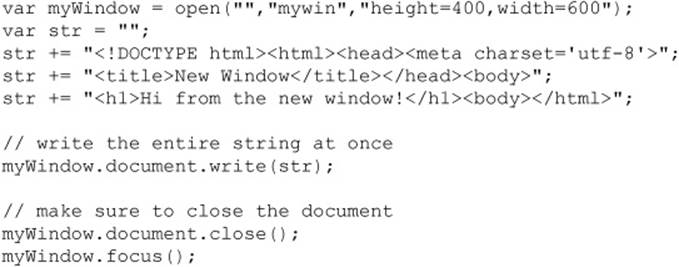 var myWindow = open("","mywin","height=400,width=600");
var str = "";
str += "<!DOCTYPE html><html><head><meta charset='utf-8'>";
str += "<title>New Window</title></head><body>";
str += "<h1>Hi from the new window!</h1><body></html>";
// write the entire string at once
myWindow.document.write(str);
// make sure to close the document
myWindow.document.close();
myWindow.focus();